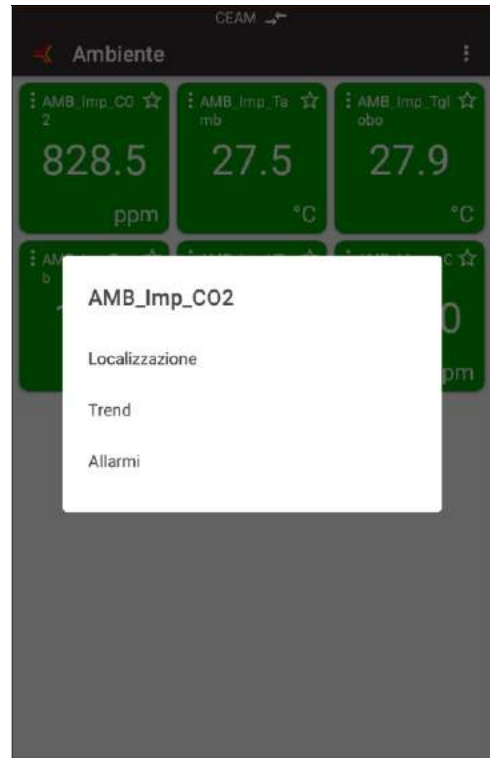 CEAM
Ambiente
AMB_Imp_CO
2
828.5
ppm
AMB_Imp_Ta
mb
27.5
°C
AMB_Imp_Tgl
obo
27.9
°C
b
C
0
pm
AMB_Imp_CO2
Localizzazione
Trend
Allarmi